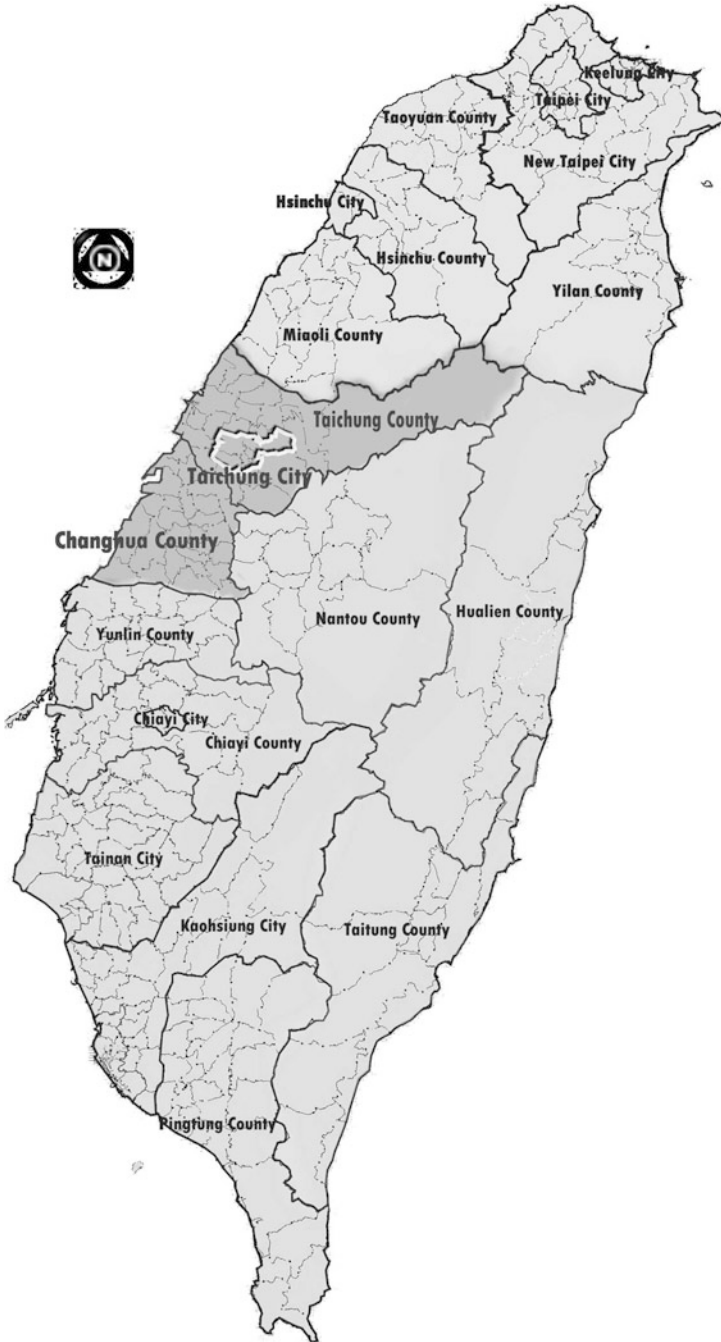 Keelung City
Taipei City
Taoyuan County
New Taipei City
Hsinchu City
N
Hsinchu County
Yilan County
Miaoli County
Taichung County
Taichung City
Changhua County
Nantou County
Hualien County
Yunlin County
Chiayi City
Chiayi County
Tainan City
Kaohsiung City
Taitung County
Pingtung County